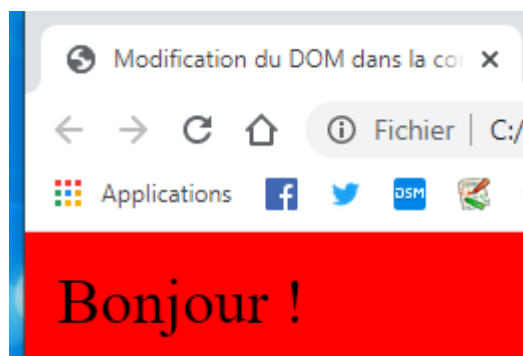 Modification du DOM dans la co
Fichier C:/
Applications DSM
Bonjour !